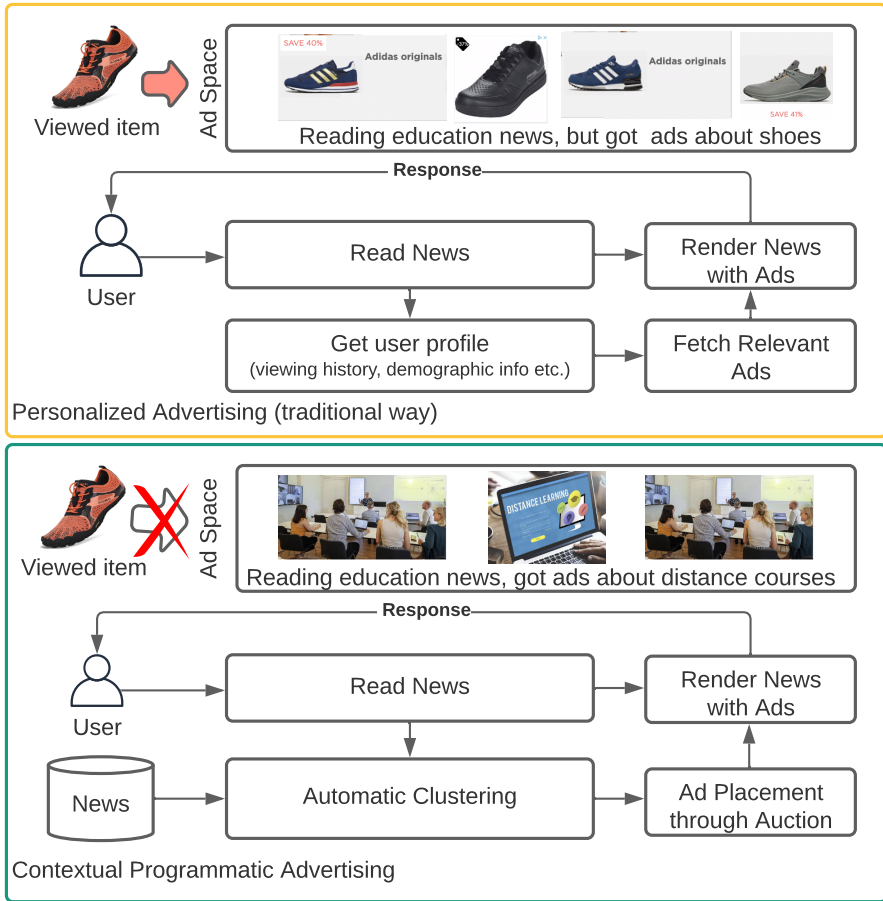 SAVE 40%
Adidas originals
Adidas originals
SAVE 41%
Viewed item
Ad Space
Reading education news, but got ads about shoes
Response
User
Read News
Render News
with Ads
Get user profile
(viewing history, demographic info etc.)
Fetch Relevant
Ads
Personalized Advertising (traditional way)
Viewed item
Ad Space
DISTANCE LEARNING
Reading education news, got ads about distance courses
Response
User
Read News
Render News
with Ads
News
Automatic Clustering
Ad Placement
through Auction
Contextual Programmatic Advertising